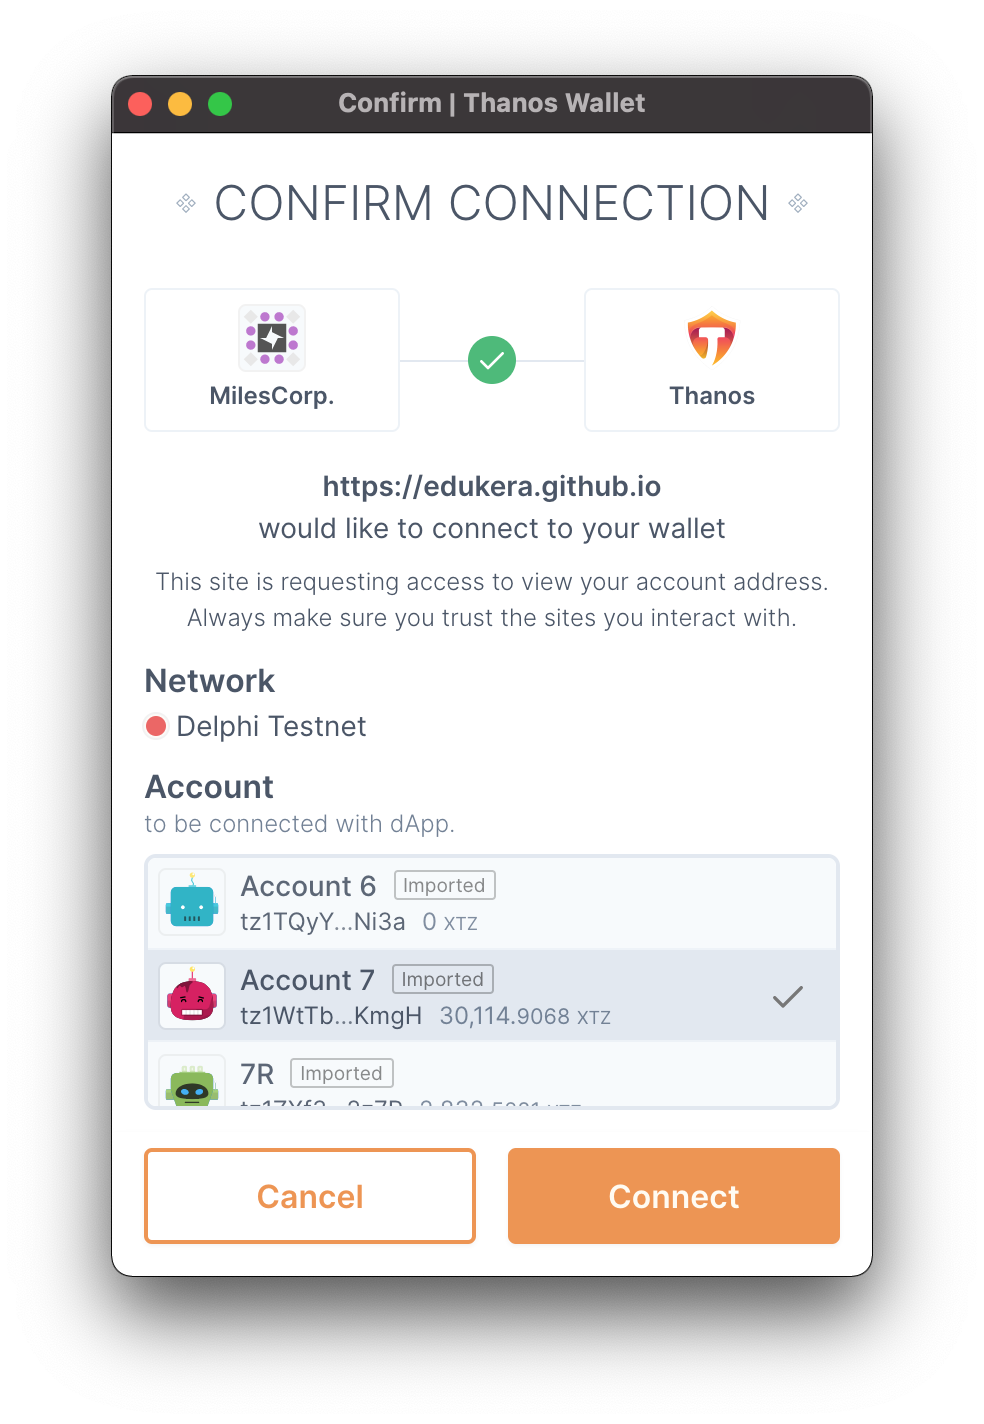 Confirm | Thanos Wallet
CONFIRM CONNECTION
MilesCorp.
Thanos
https://edukera.github.io
would like to connect to your wallet
This site is requesting access to view your account address.
Always make sure you trust the sites you interact with.
Network
Delphi Testnet
Account
to be connected with dApp.
Account 6 Imported
tz1TQyY...Ni3a 0 XTZ
Account 7 Imported
tz1WtTb...KmgH 30,114.9068 XTZ
7R Imported
Cancel
Connect